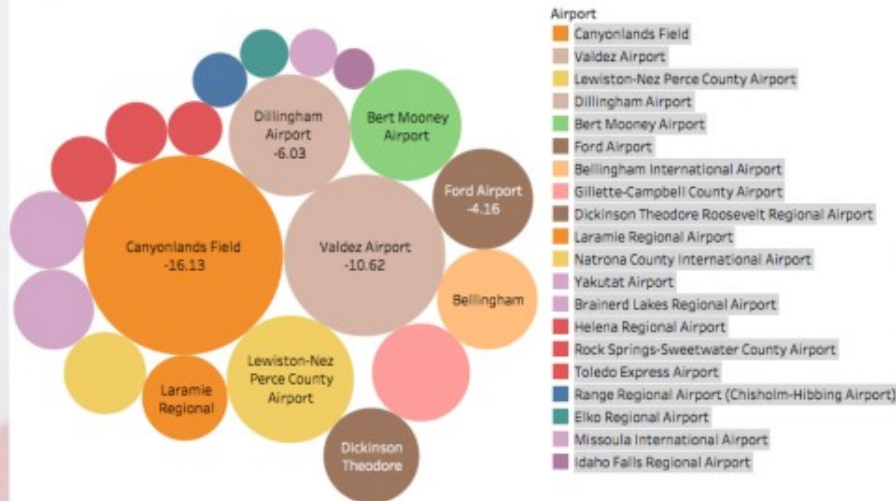 Dillingham
Airport
-6.03
Bert Mooney
Airport
Ford Airport
-4.16
Canyonlands Field
-16.13
Valdez Airport
-10.62
Bellingham
Lewiston-Nez
Perce County
Airport
Laramie
Regional
Dickinson
Theodore
Airport
Canyonlands Field
Valdez Airport
Lewiston-Nez Perce County Airport
Dillingham Airport
Bert Mooney Airport
Ford Airport
Bellingham International Airport
Gillette-Campbell County Airport
Dickinson Theodore Roosevelt Regional Airport
Laramie Regional Airport
Natrona County International Airport
Yakutat Airport
Brainerd Lakes Regional Airport
Helena Regional Airport
Rock Springs-Sweetwater County Airport
Toledo Express Airport
Range Regional Airport (Chisholm-Hibbing Airport)
Elko Regional Airport
Missoula International Airport
Idaho Falls Regional Airport